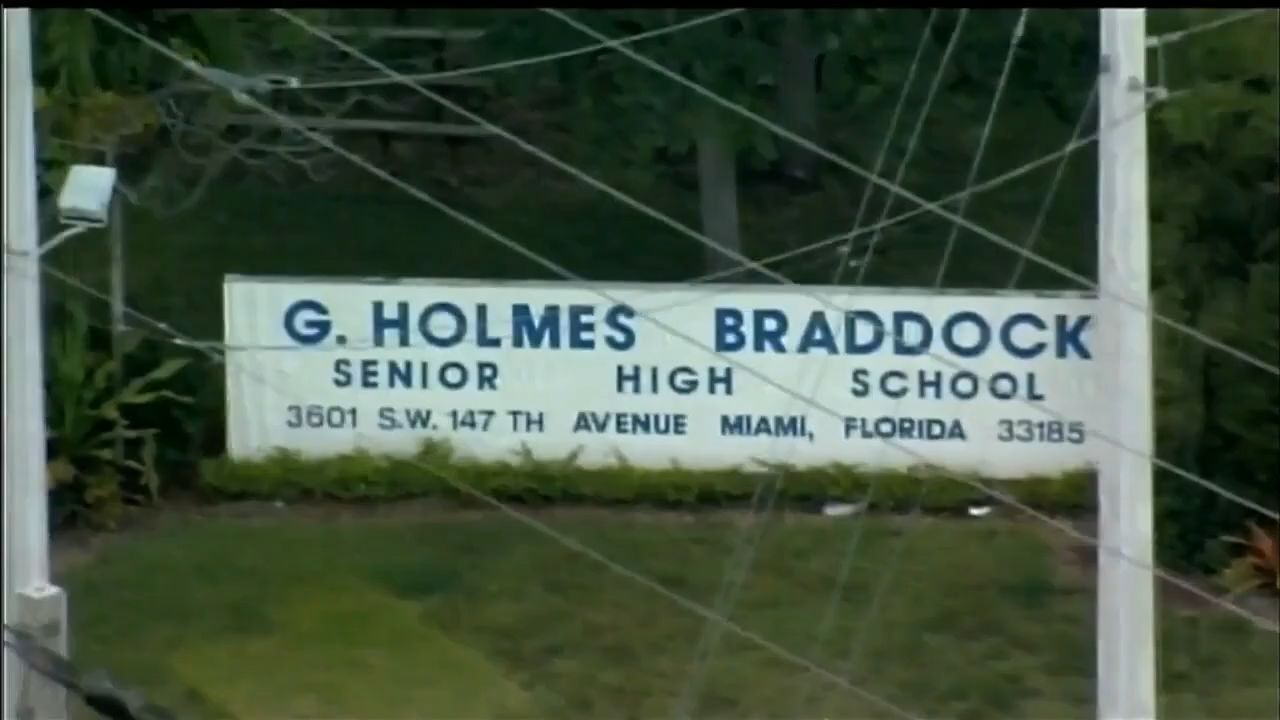 G. HOLMES BRADDOCK
SENIOR HIGH SCHOOL
3601 S.W. 147 TH AVENUE MIAMI, FLORIDA 33185